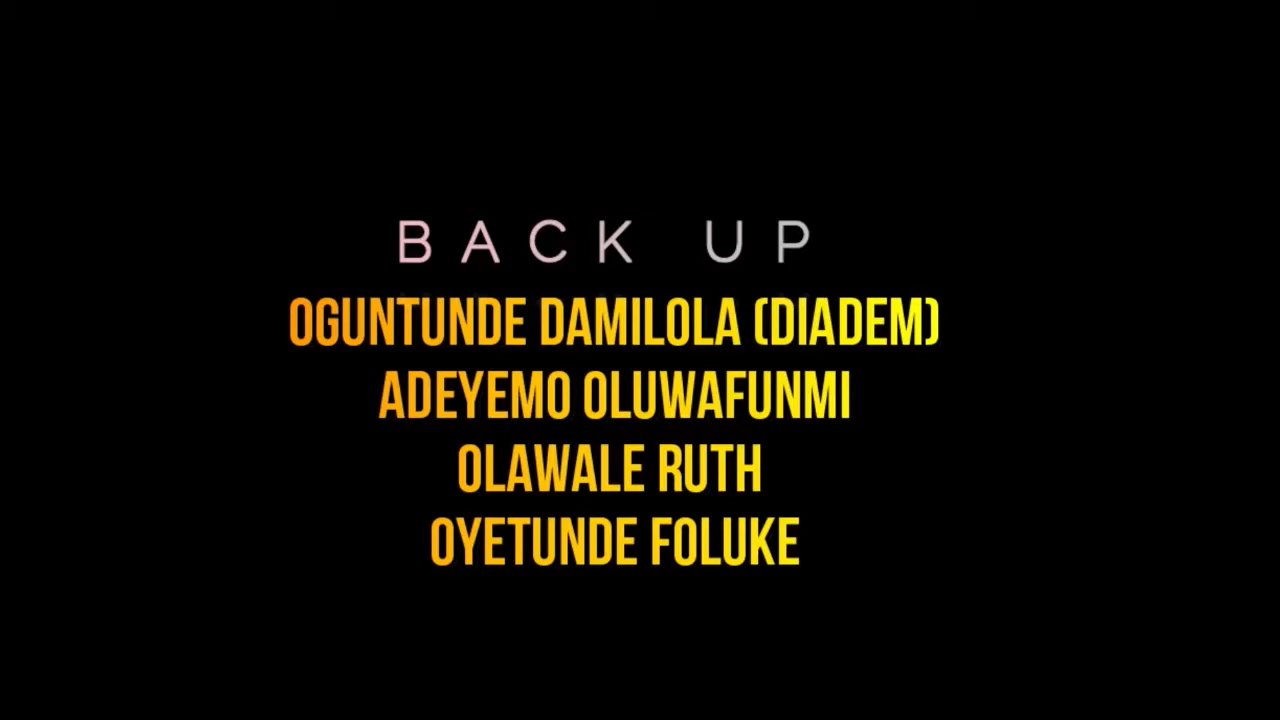 BACK UP
OGUNTUNDE DAMILOLA (DIADEM)
ADEYEMO OLUWAFUNMI
OLAWALE RUTH
OYETUNDE FOLUKE